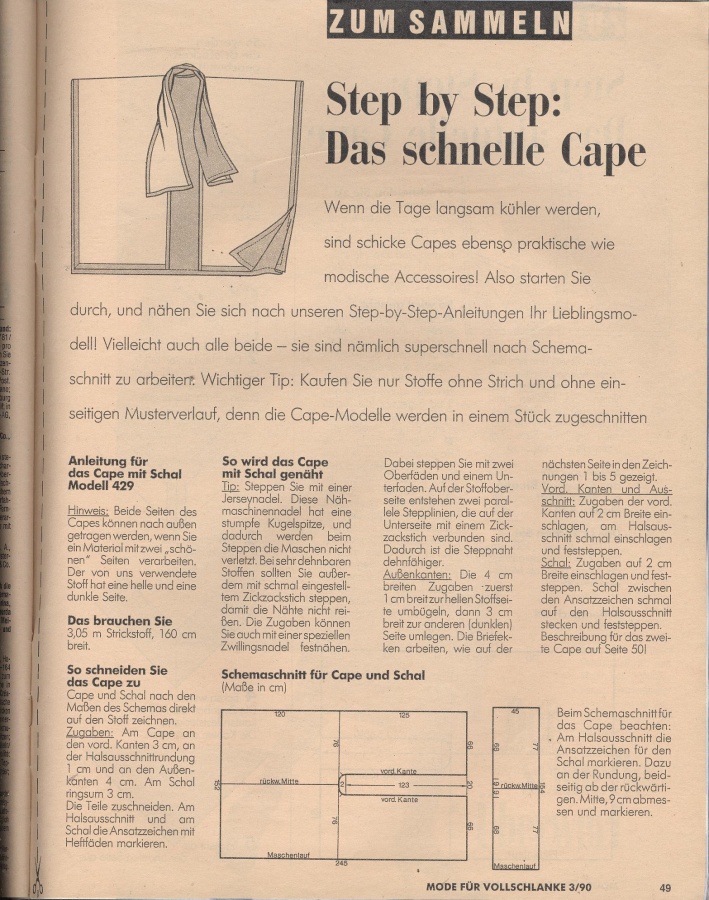 ZUM SAMMELN
Step by Step:
Das schnelle Cape
Wenn die Tage langsam kühler werden,
sind schicke Capes ebenso praktische wie
modische Accessoires! Also starten Sie
durch, und nähen Sie sich nach unseren Step-by-Step-Anleitungen Ihr Lieblingsmo-
dell! Vielleicht auch alle beide – sie sind nämlich superschnell nach Schema-
schnitt zu arbeiten. Wichtiger Tip: Kaufen Sie nur Stoffe ohne Strich und ohne ein-
seitigen Musterverlauf, denn die Cape-Modelle werden in einem Stück zugeschnitten
Anleitung für
das Cape mit Schal
Modell 429
Hinweis: Beide Seiten des
Capes können nach außen
getragen werden, wenn Sie
ein Material mit zwei „schö-
nen" Seiten verarbeiten.
Der von uns verwendete
Stoff hat eine helle und eine
dunkle Seite.
Das brauchen Sie
3,05 m Strickstoff, 160 cm
breit.
So schneiden Sie
das Cape zu
Cape und Schal nach den
Maßen des Schemas direkt
auf den Stoff zeichnen.
Zugaben: Am Cape an
den vord. Kanten 3 cm, an
der Halsausschnittrundung
1 cm und an den Außen-
kanten 4 cm. Am Schal
ringsum 3 cm.
Die Teile zuschneiden. Am
Halsausschnitt und am
Schal die Ansatzzeichen mit
Heftfäden markieren.
So wird das Cape
mit Schal genäht
Tip: Steppen Sie mit einer
Jerseynadel. Diese Näh-
maschinennadel hat eine
stumpfe Kugelspitze, und
dadurch werden beim
Steppen die Maschen nicht
verletzt. Bei sehr dehnbaren
Stoffen sollten Sie außer-
dem mit schmal eingestell-
tem Zickzackstich steppen,
damit die Nähte nicht rei-
ßen. Die Zugaben können
Sie auch mit einer speziellen
Zwillingsnadel festnähen.
Dabei steppen Sie mit zwei
Oberfäden und einem Un-
terfaden. Auf der Stoffober-
seite entstehen zwei paral-
lele Stepplinien, die auf der
Unterseite mit einem Zick-
zackstich verbunden sind.
Dadurch ist die Steppnaht
dehnfähiger.
Außenkanten: Die 4 cm
breiten Zugaben zuerst
1 cm breit zur hellen Stoffsei-
te umbügeln, dann 3 cm
breit zur anderen (dunklen)
Seite umlegen. Die Briefek-
ken arbeiten, wie auf der
nächsten Seite in den Zeich-
nungen 1 bis 5 gezeigt.
Vord. Kanten und Aus-
schnitt: Zugaben der vord.
Kanten auf 2 cm Breite ein-
schlagen, am Halsaus-
schnitt schmal einschlagen
und feststeppen.
Schal: Zugaben auf 2 cm
Breite einschlagen und fest-
steppen. Schal zwischen
den Ansatzzeichen schmal
auf den Halsausschnitt
stecken und feststeppen.
Beschreibung für das zwei-
te Cape auf Seite 50!
Schemaschnitt für Cape und Schal
(Maße in cm)
120 125
76 66
vord. Kante
152 rückw. Mitte 2 123 20
vord. Kante
76 66
Maschenlauf
245
45
66 77
9 rückw. Mitte 154
9
66 77
Maschenlauf
Beim Schemaschnitt für
das Cape beachten:
Am Halsausschnitt die
Ansatzzeichen für den
Schal markieren. Dazu
an der Rundung, beid-
seitig ab der rückwärti-
gen. Mitte, 9 cm abmes-
sen und markieren.
MODE FÜR VOLLSCHLANKE 3/90 49